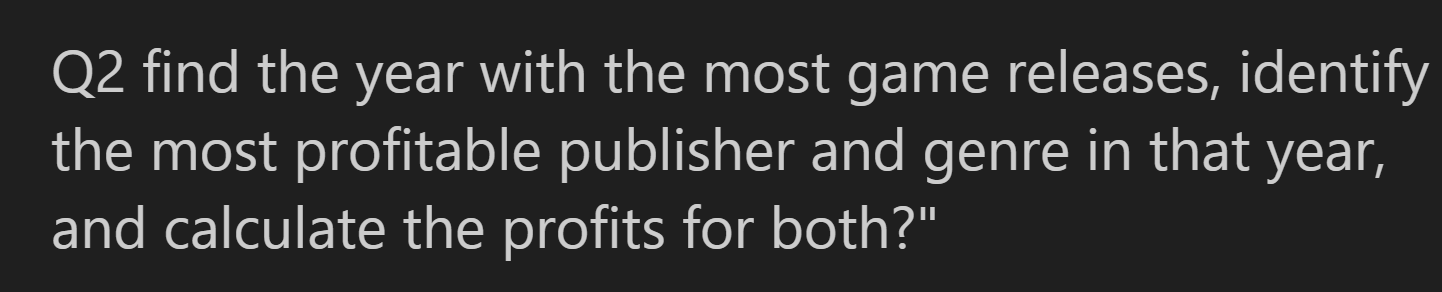 Q2 find the year with the most game releases, identify
the most profitable publisher and genre in that year,
and calculate the profits for both?"